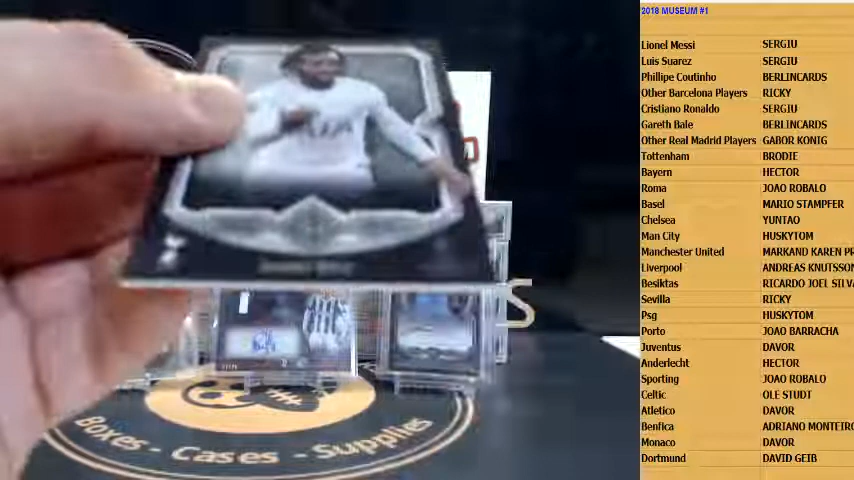 2018 MUSEUM #1
Lionel Messi SERGIU
Luis Suarez SERGIU
Phillipe Coutinho BERLINCARDS
Other Barcelona Players RICKY
Cristiano Ronaldo SERGIU
Gareth Bale BERLINCARDS
Other Real Madrid Players GABOR KONIG
Tottenham BRODIE
Bayern HECTOR
Roma JOAO ROBALO
Basel MARIO STAMPFER
Chelsea YUNTAO
Man City HUSKYTOM
Manchester United MARKAND KAREN PR
Liverpool ANDREAS KNUTSSON
Besiktas RICARDO JOEL SILVA
Sevilla RICKY
Psg HUSKYTOM
Porto JOAO BARRACHA
Juventus DAVOR
Anderlecht HECTOR
Sporting JOAO ROBALO
Celtic OLE STUDT
Atletico DAVOR
Benfica ADRIANO MONTEIRO
Monaco DAVOR
Dortmund DAVID GEIB
AIA
Boxes - Cases - Supplies